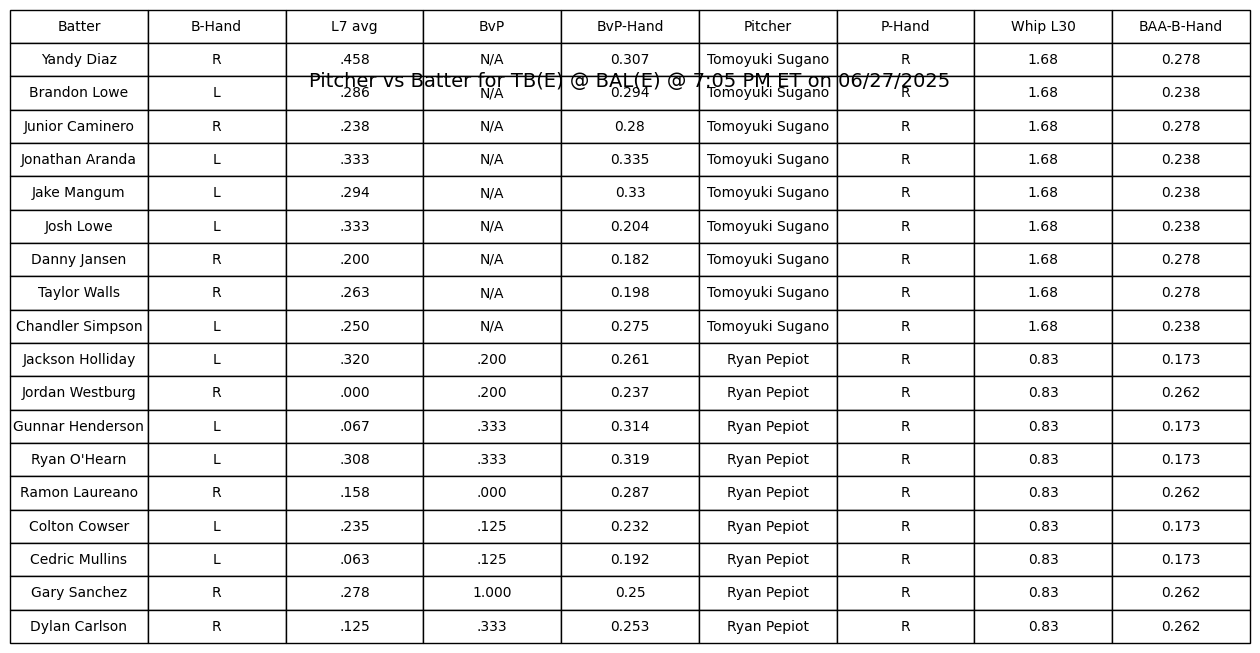 Batter B-Hand L7 avg BvP BvP-Hand Pitcher P-Hand Whip L30 BAA-B-Hand
Yandy Diaz R .458 N/A 0.307 Tomoyuki Sugano R 1.68 0.278
Pitcher vs Batter for TB(E) @ BAL(E) @ 7:05 PM ET on 06/27/2025
Brandon Lowe L .286 N/A 0.294 Tomoyuki Sugano R 1.68 0.238
Junior Caminero R .238 N/A 0.28 Tomoyuki Sugano R 1.68 0.278
Jonathan Aranda L .333 N/A 0.335 Tomoyuki Sugano R 1.68 0.238
Jake Mangum L .294 N/A 0.33 Tomoyuki Sugano R 1.68 0.238
Josh Lowe L .333 N/A 0.204 Tomoyuki Sugano R 1.68 0.238
Danny Jansen R .200 N/A 0.182 Tomoyuki Sugano R 1.68 0.278
Taylor Walls R .263 N/A 0.198 Tomoyuki Sugano R 1.68 0.278
Chandler Simpson L .250 N/A 0.275 Tomoyuki Sugano R 1.68 0.238
Jackson Holliday L .320 .200 0.261 Ryan Pepiot R 0.83 0.173
Jordan Westburg R .000 .200 0.237 Ryan Pepiot R 0.83 0.262
Gunnar Henderson L .067 .333 0.314 Ryan Pepiot R 0.83 0.173
Ryan O'Hearn L .308 .333 0.319 Ryan Pepiot R 0.83 0.173
Ramon Laureano R .158 .000 0.287 Ryan Pepiot R 0.83 0.262
Colton Cowser L .235 .125 0.232 Ryan Pepiot R 0.83 0.173
Cedric Mullins L .063 .125 0.192 Ryan Pepiot R 0.83 0.173
Gary Sanchez R .278 1.000 0.25 Ryan Pepiot R 0.83 0.262
Dylan Carlson R .125 .333 0.253 Ryan Pepiot R 0.83 0.262